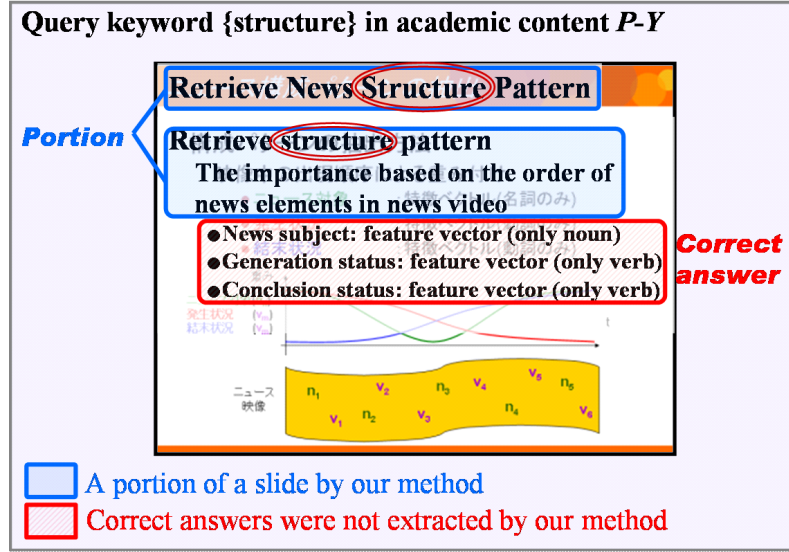 Query keyword {structure} in academic content P-Y
Retrieve News Structure Pattern
Portion
Retrieve structure pattern
The importance based on the order of
news elements in news video
●News subject: feature vector (only noun)
●Generation status: feature vector (only verb)
●Conclusion status: feature vector (only verb)
Correct
answer
発生状況 (vₘ)
結末状況
t
ニュース
映像
n₁ v₂ n₃ v₄ v₅ n₅
v₁ n₂ v₃ n₄ v₆
A portion of a slide by our method
Correct answers were not extracted by our method